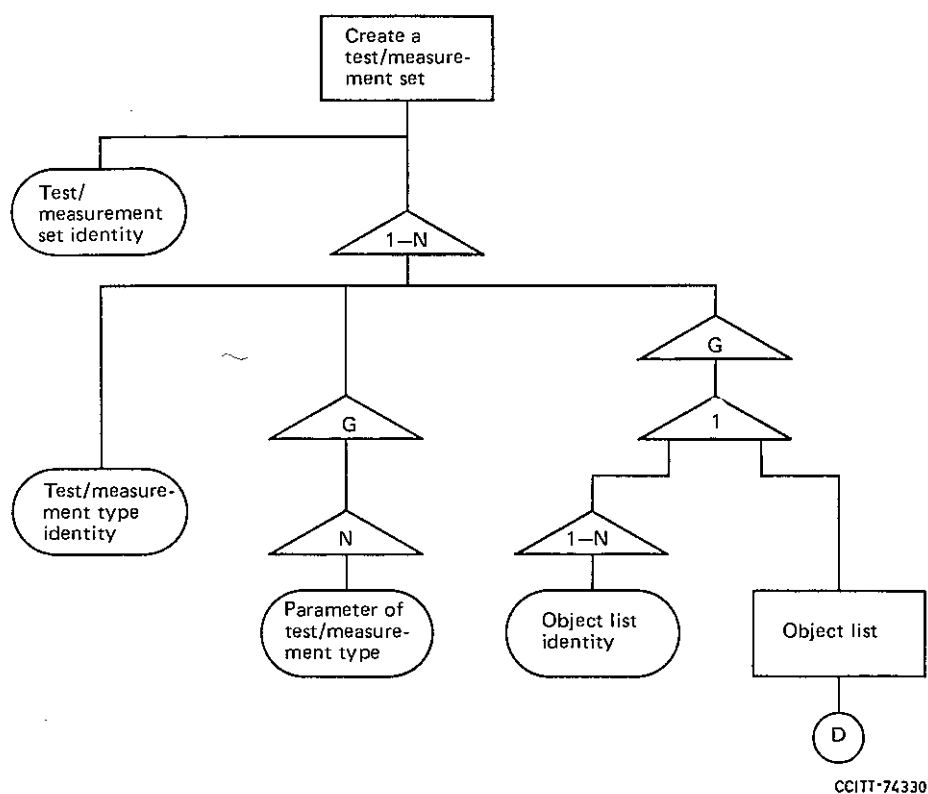 Create a
test/measure-
ment set
Test/
measurement
set identity
1–N
G
G
1
Test/measure-
ment type
identity
N
1–N
Parameter of
test/measure-
ment type
Object list
identity
Object list
D
CCITT-74330